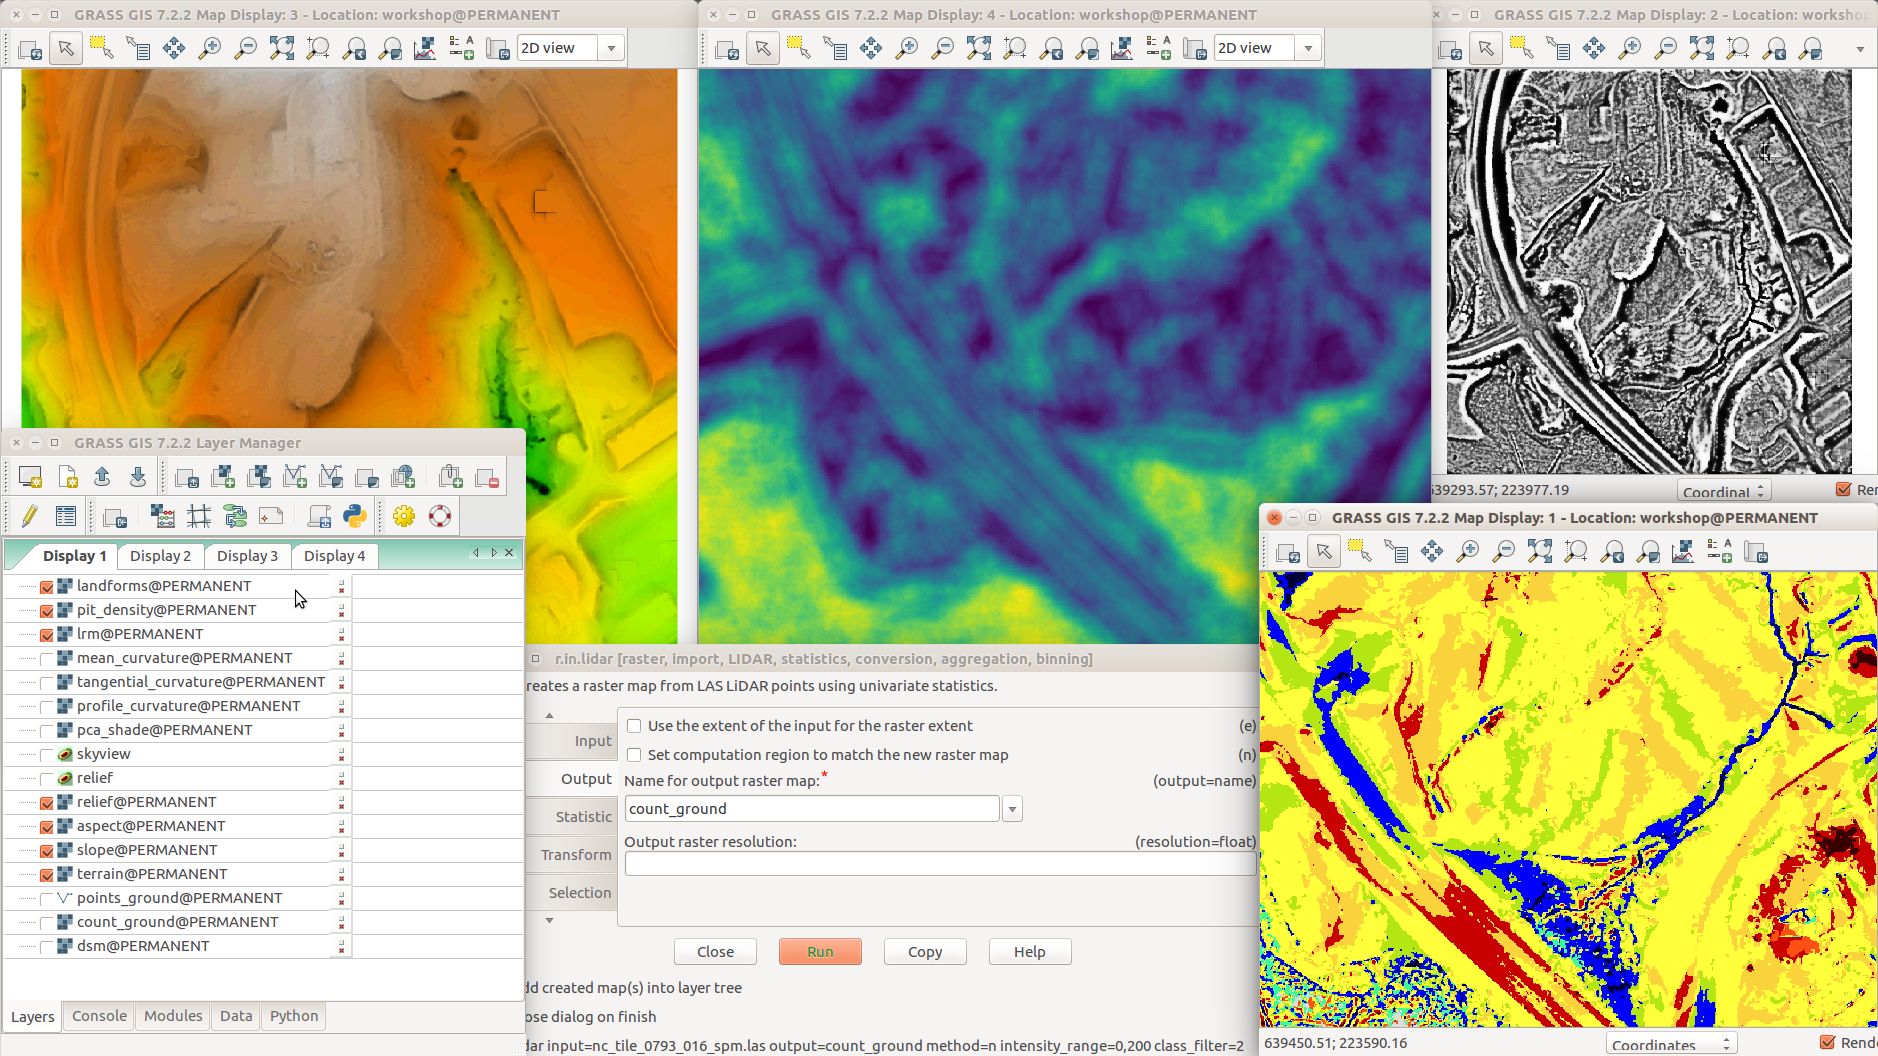 GRASS GIS 7.2.2 Map Display: 3 - Location: workshop@PERMANENT
2D view
GRASS GIS 7.2.2 Map Display: 4 - Location: workshop@PERMANENT
2D view
GRASS GIS 7.2.2 Map Display: 2 - Location: workshop
639293.57; 223977.19
Coordinat
Ren
GRASS GIS 7.2.2 Layer Manager
Display 1
Display 2
Display 3
Display 4
landforms@PERMANENT
pit_density@PERMANENT
lrm@PERMANENT
mean_curvature@PERMANENT
tangential_curvature@PERMANENT
profile_curvature@PERMANENT
pca_shade@PERMANENT
skyview
relief
relief@PERMANENT
aspect@PERMANENT
slope@PERMANENT
terrain@PERMANENT
points_ground@PERMANENT
count_ground@PERMANENT
dsm@PERMANENT
Layers
Console
Modules
Data
Python
r.in.lidar [raster, import, LIDAR, statistics, conversion, aggregation, binning]
reates a raster map from LAS LiDAR points using univariate statistics.
Input
Output
Statistic
Transform
Selection
Use the extent of the input for the raster extent (e)
Set computation region to match the new raster map (n)
Name for output raster map:* (output=name)
count_ground
Output raster resolution: (resolution=float)
Close
Run
Copy
Help
dd created map(s) into layer tree
ose dialog on finish
dar input=nc_tile_0793_016_spm.las output=count_ground method=n intensity_range=0,200 class_filter=2
GRASS GIS 7.2.2 Map Display: 1 - Location: workshop@PERMANENT
639450.51; 223590.16
Coordinates
Rend